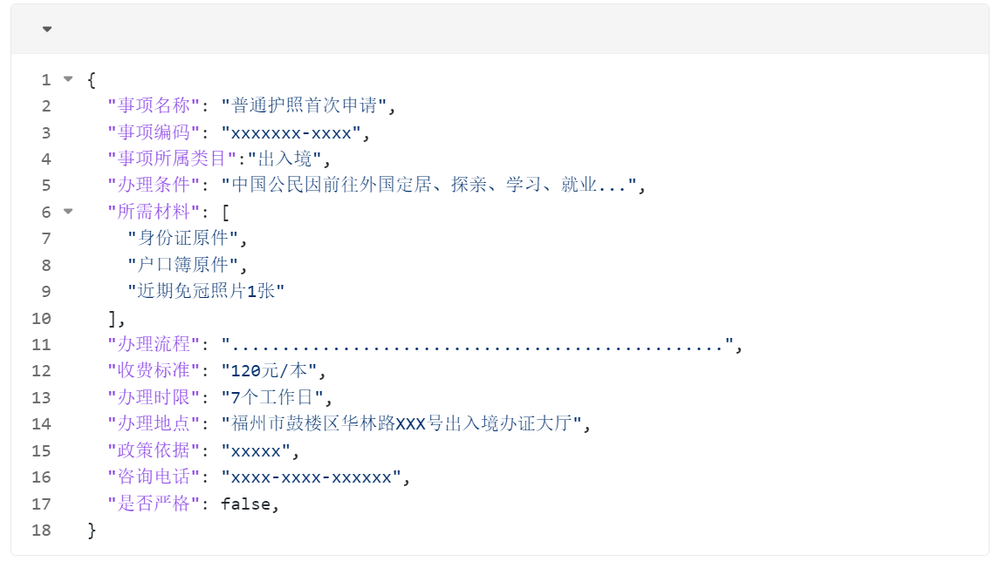 1 {
2 "事项名称": "普通护照首次申请",
3 "事项编码": "xxxxxxx-xxxx",
4 "事项所属类目":"出入境",
5 "办理条件": "中国公民因前往外国定居、探亲、学习、就业...",
6 "所需材料": [
7 "身份证原件",
8 "户口簿原件",
9 "近期免冠照片1张"
10 ],
11 "办理流程": ".................................................",
12 "收费标准": "120元/本",
13 "办理时限": "7个工作日",
14 "办理地点": "福州市鼓楼区华林路XXX号出入境办证大厅",
15 "政策依据": "xxxxx",
16 "咨询电话": "xxxx-xxxx-xxxxxx",
17 "是否严格": false,
18 }